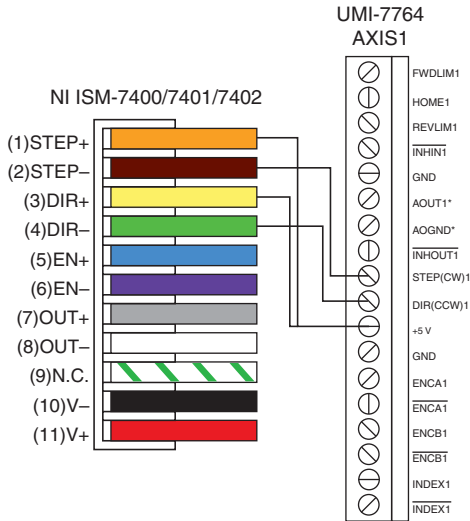 UMI-7764
AXIS1
NI ISM-7400/7401/7402
(1)STEP+
(2)STEP–
(3)DIR+
(4)DIR–
(5)EN+
(6)EN–
(7)OUT+
(8)OUT–
(9)N.C.
(10)V–
(11)V+
FWDLIM1
HOME1
REVLIM1
INHIN1
GND
AOUT1*
AOGND*
INHOUT1
STEP(CW)1
DIR(CCW)1
+5 V
GND
ENCA1
ENCA1
ENCB1
ENCB1
INDEX1
INDEX1